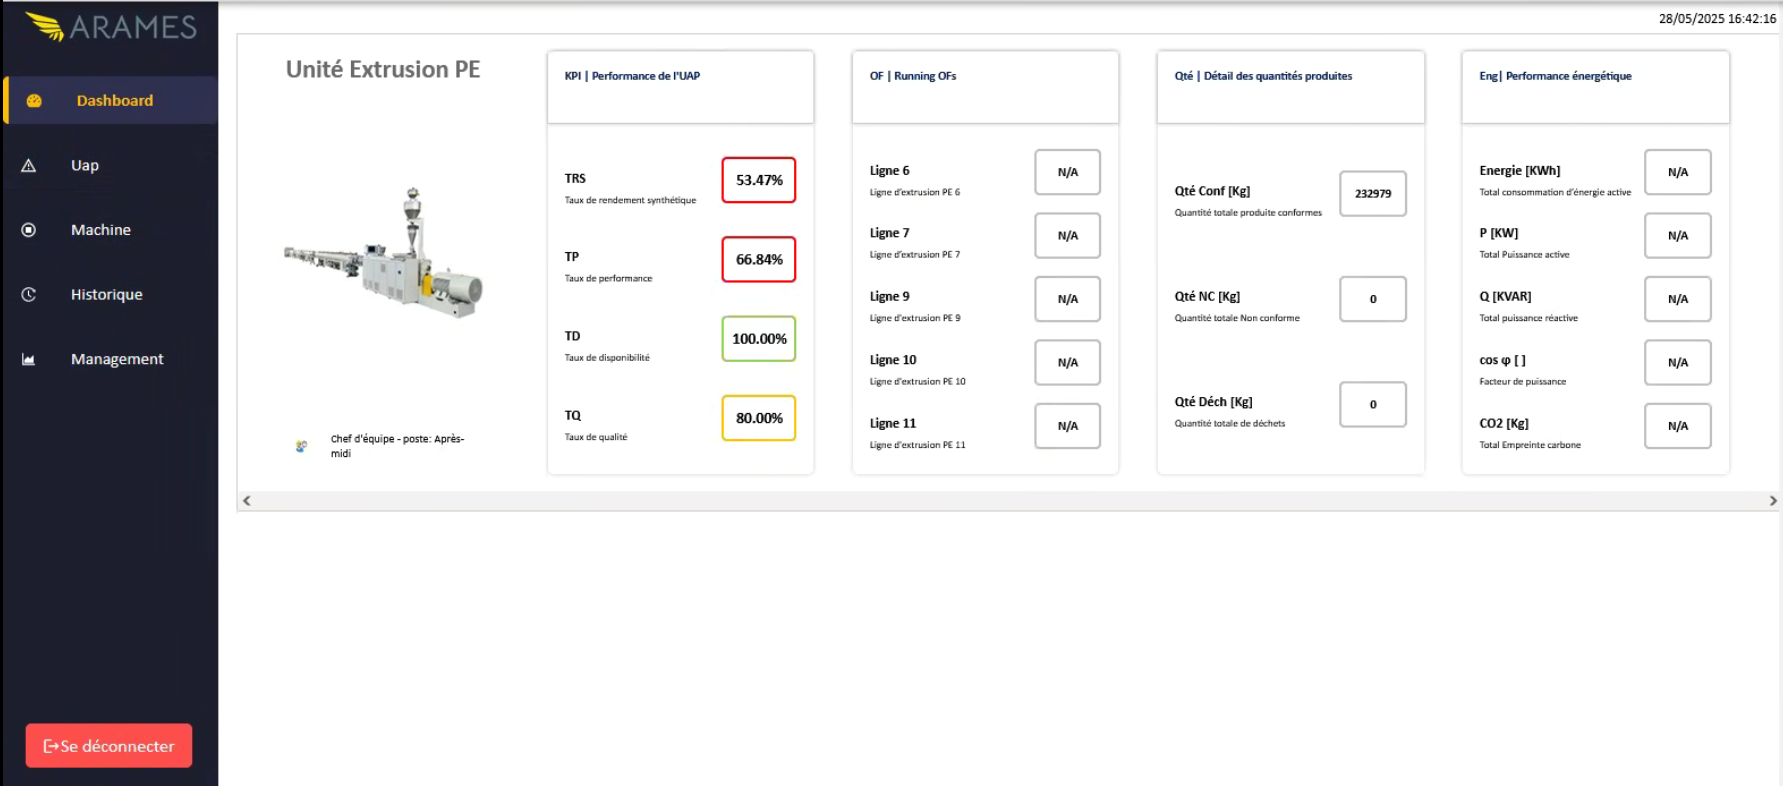 ARAMES
28/05/2025 16:42:16
Dashboard
Uap
Machine
Historique
Management
Se déconnecter
Unité Extrusion PE
Chef d'équipe - poste: Après-
midi
KPI | Performance de l'UAP
TRS
53.47%
Taux de rendement synthétique
TP
66.84%
Taux de performance
TD
100.00%
Taux de disponibilité
TQ
80.00%
Taux de qualité
OF | Running OFs
Ligne 6
N/A
Ligne d'extrusion PE 6
Ligne 7
N/A
Ligne d'extrusion PE 7
Ligne 9
N/A
Ligne d'extrusion PE 9
Ligne 10
N/A
Ligne d'extrusion PE 10
Ligne 11
N/A
Ligne d'extrusion PE 11
Qté | Détail des quantités produites
Qté Conf [Kg]
232979
Quantité totale produite conformes
Qté NC [Kg]
0
Quantité totale Non conforme
Qté Déch [Kg]
0
Quantité totale de déchets
Eng| Performance énergétique
Energie [KWh]
N/A
Total consommation d'énergie active
P [KW]
N/A
Total Puissance active
Q [KVAR]
N/A
Total puissance réactive
cos φ [ ]
N/A
Facteur de puissance
CO2 [Kg]
N/A
Total Empreinte carbone